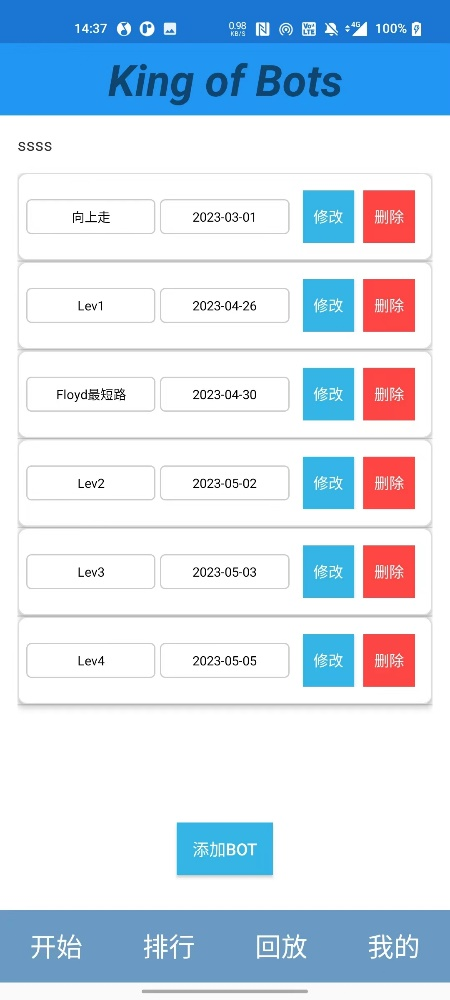 14:37 0.98 KB/S Vo LTE 4G 100%
King of Bots
ssss
向上走 2023-03-01 修改 删除
Lev1 2023-04-26 修改 删除
Floyd最短路 2023-04-30 修改 删除
Lev2 2023-05-02 修改 删除
Lev3 2023-05-03 修改 删除
Lev4 2023-05-05 修改 删除
添加BOT
开始 排行 回放 我的